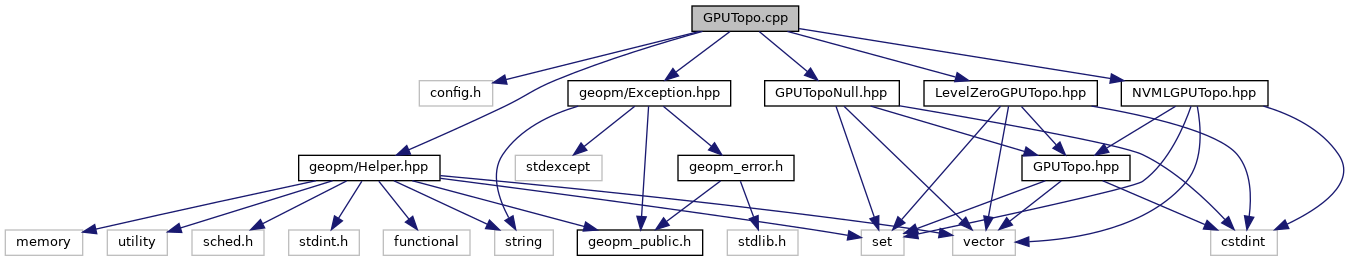 GPUTopo.cpp
config.h
geopm/Exception.hpp
GPUTopoNull.hpp
LevelZeroGPUTopo.hpp
NVMLGPUTopo.hpp
geopm/Helper.hpp
stdexcept
geopm_error.h
GPUTopo.hpp
memory
utility
sched.h
stdint.h
functional
string
geopm_public.h
stdlib.h
set
vector
cstdint